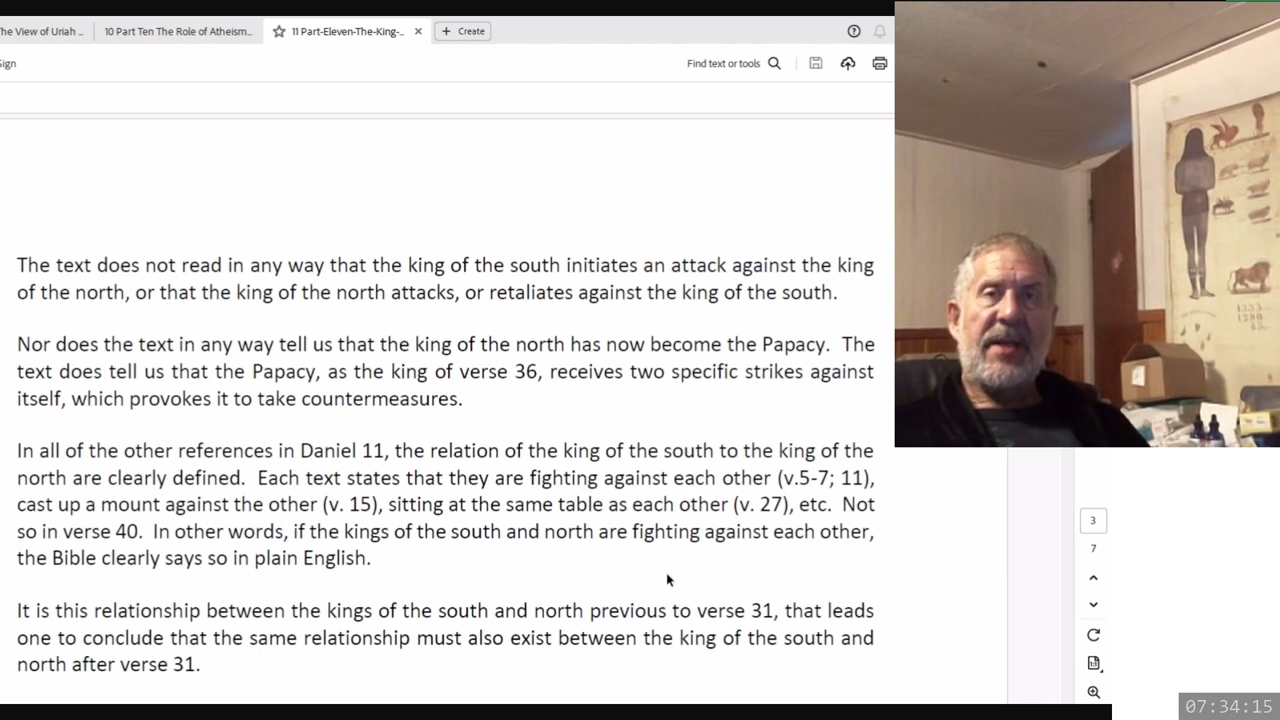 The View of Uriah ...
10 Part Ten The Role of Atheism...
11 Part-Eleven-The-King-...
Create
Sign
Find text or tools
The text does not read in any way that the king of the south initiates an attack against the king
of the north, or that the king of the north attacks, or retaliates against the king of the south.
Nor does the text in any way tell us that the king of the north has now become the Papacy. The
text does tell us that the Papacy, as the king of verse 36, receives two specific strikes against
itself, which provokes it to take countermeasures.
In all of the other references in Daniel 11, the relation of the king of the south to the king of the
north are clearly defined. Each text states that they are fighting against each other (v.5-7; 11),
cast up a mount against the other (v. 15), sitting at the same table as each other (v. 27), etc. Not
so in verse 40. In other words, if the kings of the south and north are fighting against each other,
the Bible clearly says so in plain English.
It is this relationship between the kings of the south and north previous to verse 31, that leads
one to conclude that the same relationship must also exist between the king of the south and
north after verse 31.
3
7
07:34:15